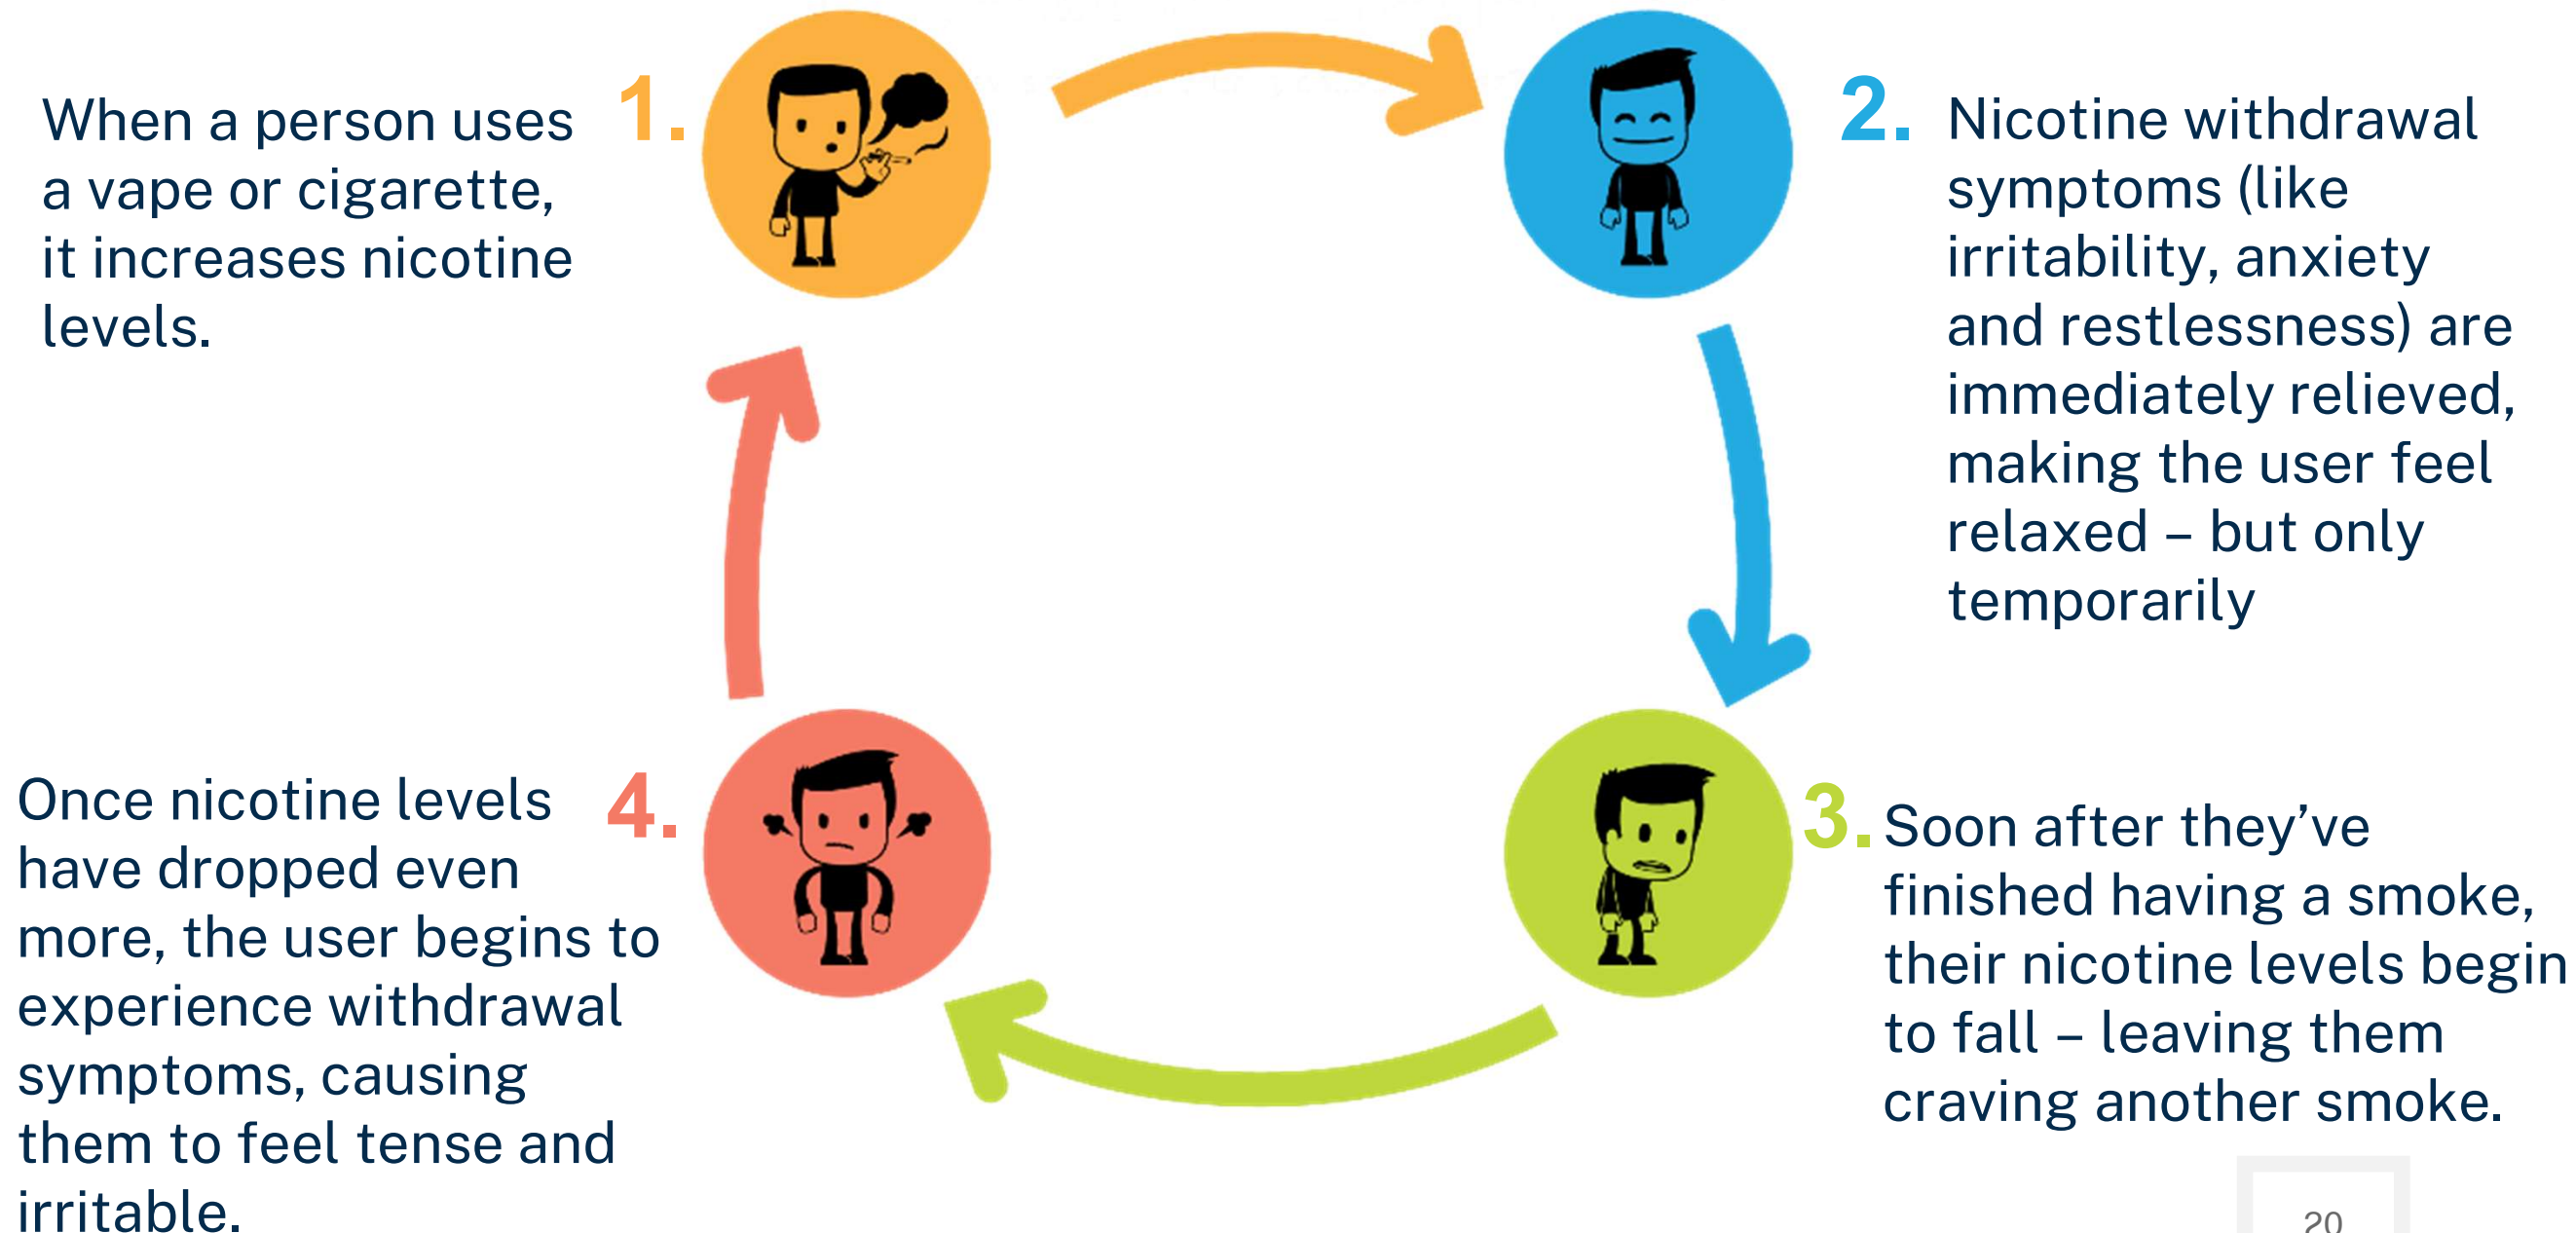 1.
When a person uses
a vape or cigarette,
it increases nicotine
levels.
2.
Nicotine withdrawal
symptoms (like
irritability, anxiety
and restlessness) are
immediately relieved,
making the user feel
relaxed – but only
temporarily
3.
Soon after they’ve
finished having a smoke,
their nicotine levels begin
to fall – leaving them
craving another smoke.
4.
Once nicotine levels
have dropped even
more, the user begins to
experience withdrawal
symptoms, causing
them to feel tense and
irritable.
20